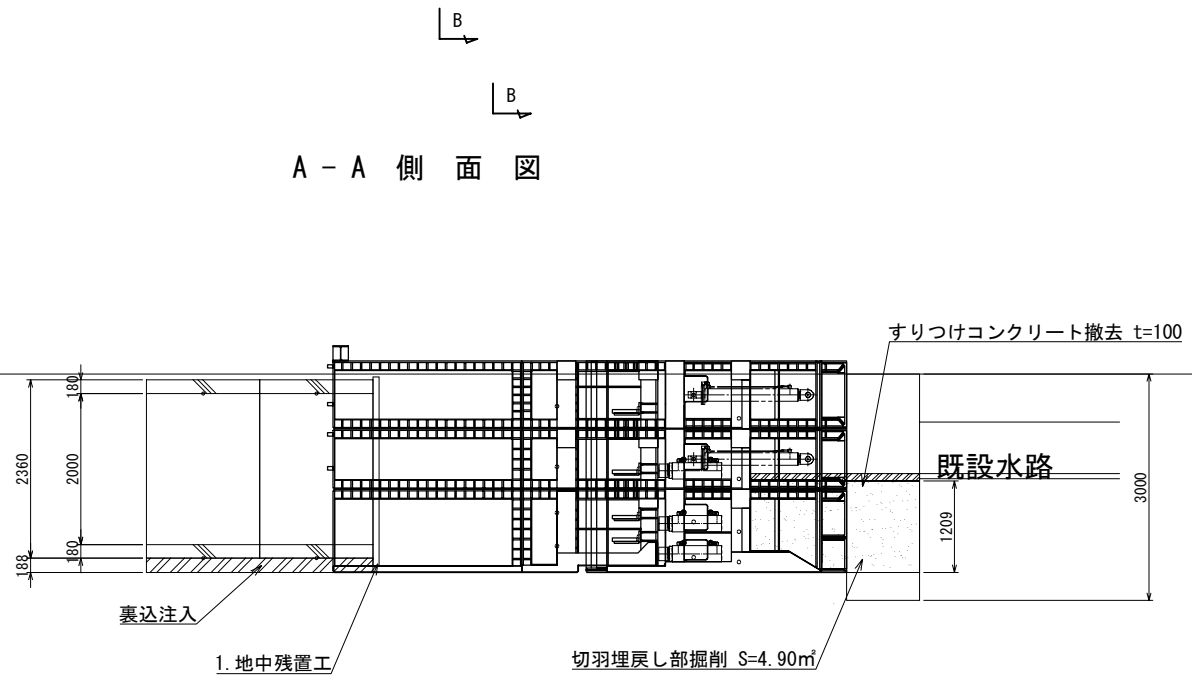 B
B
A－A 側 面 図
すりつけコンクリート撤去 t=100
180
2360
2000
既設水路
3000
1209
180
188
裏込注入
1.地中残置工
切羽埋戻し部掘削 S=4.90㎡